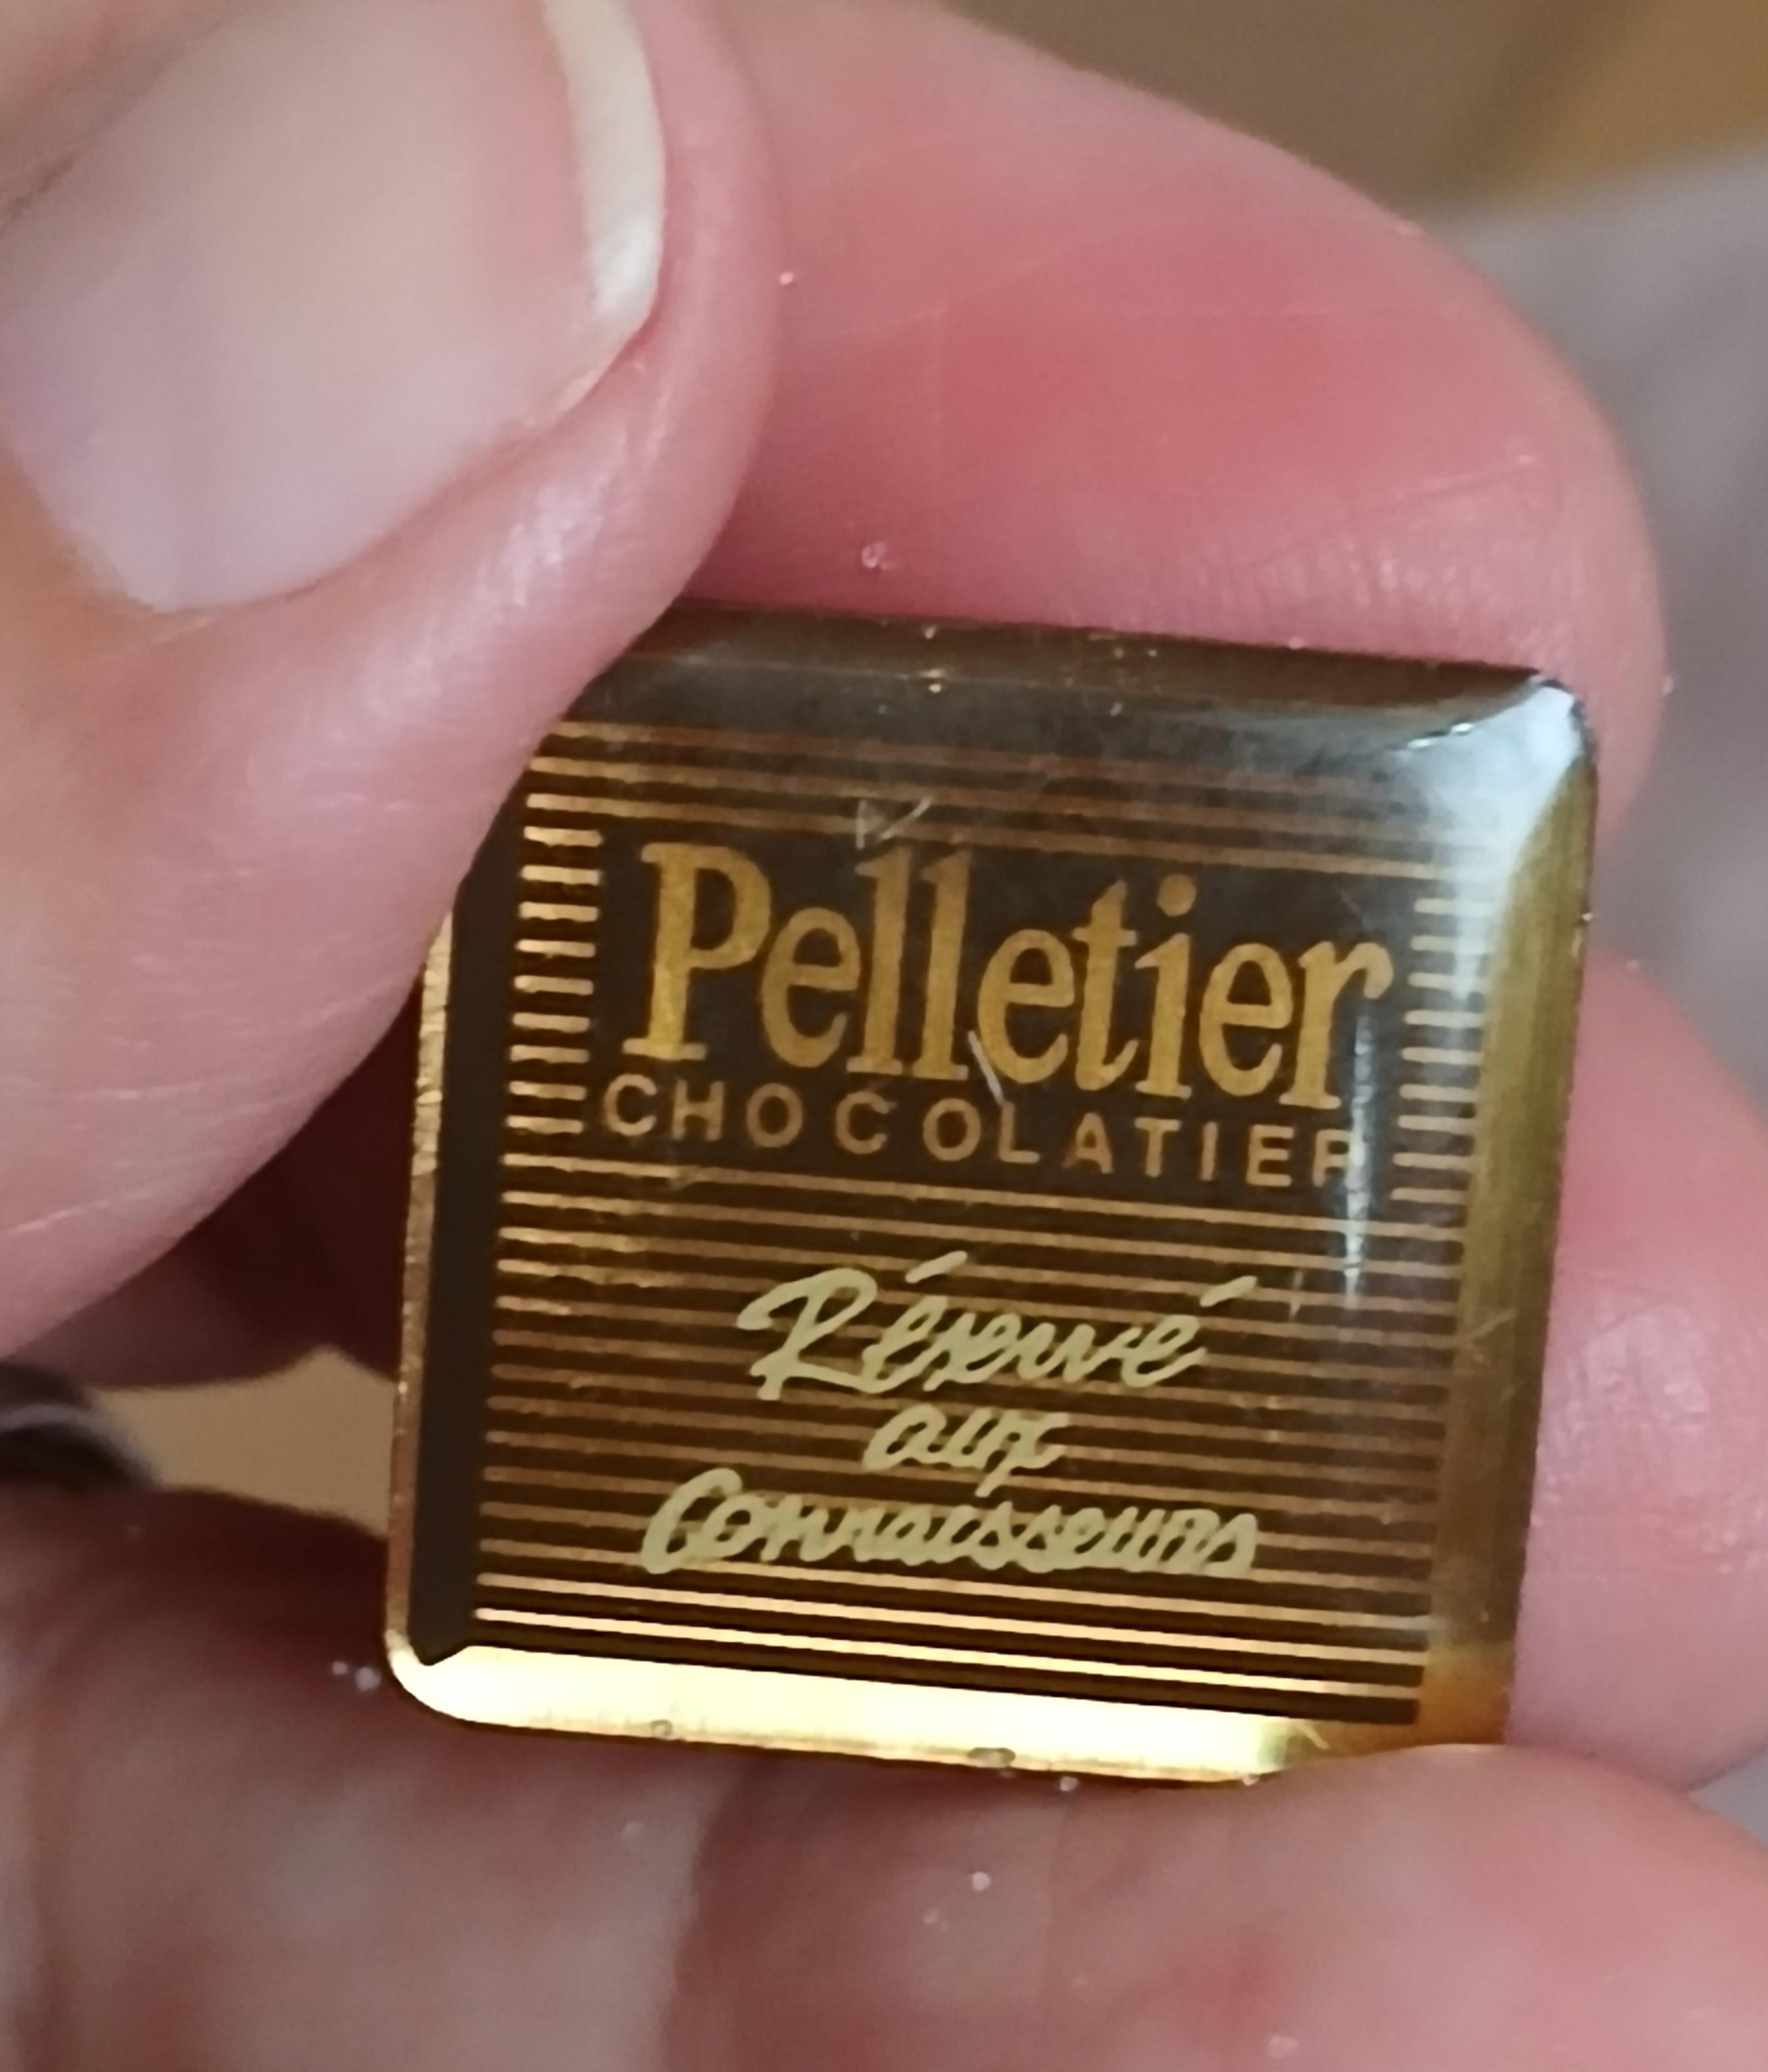 Pelletier
CHOCOLATIER
Réservé
aux
Connaisseurs